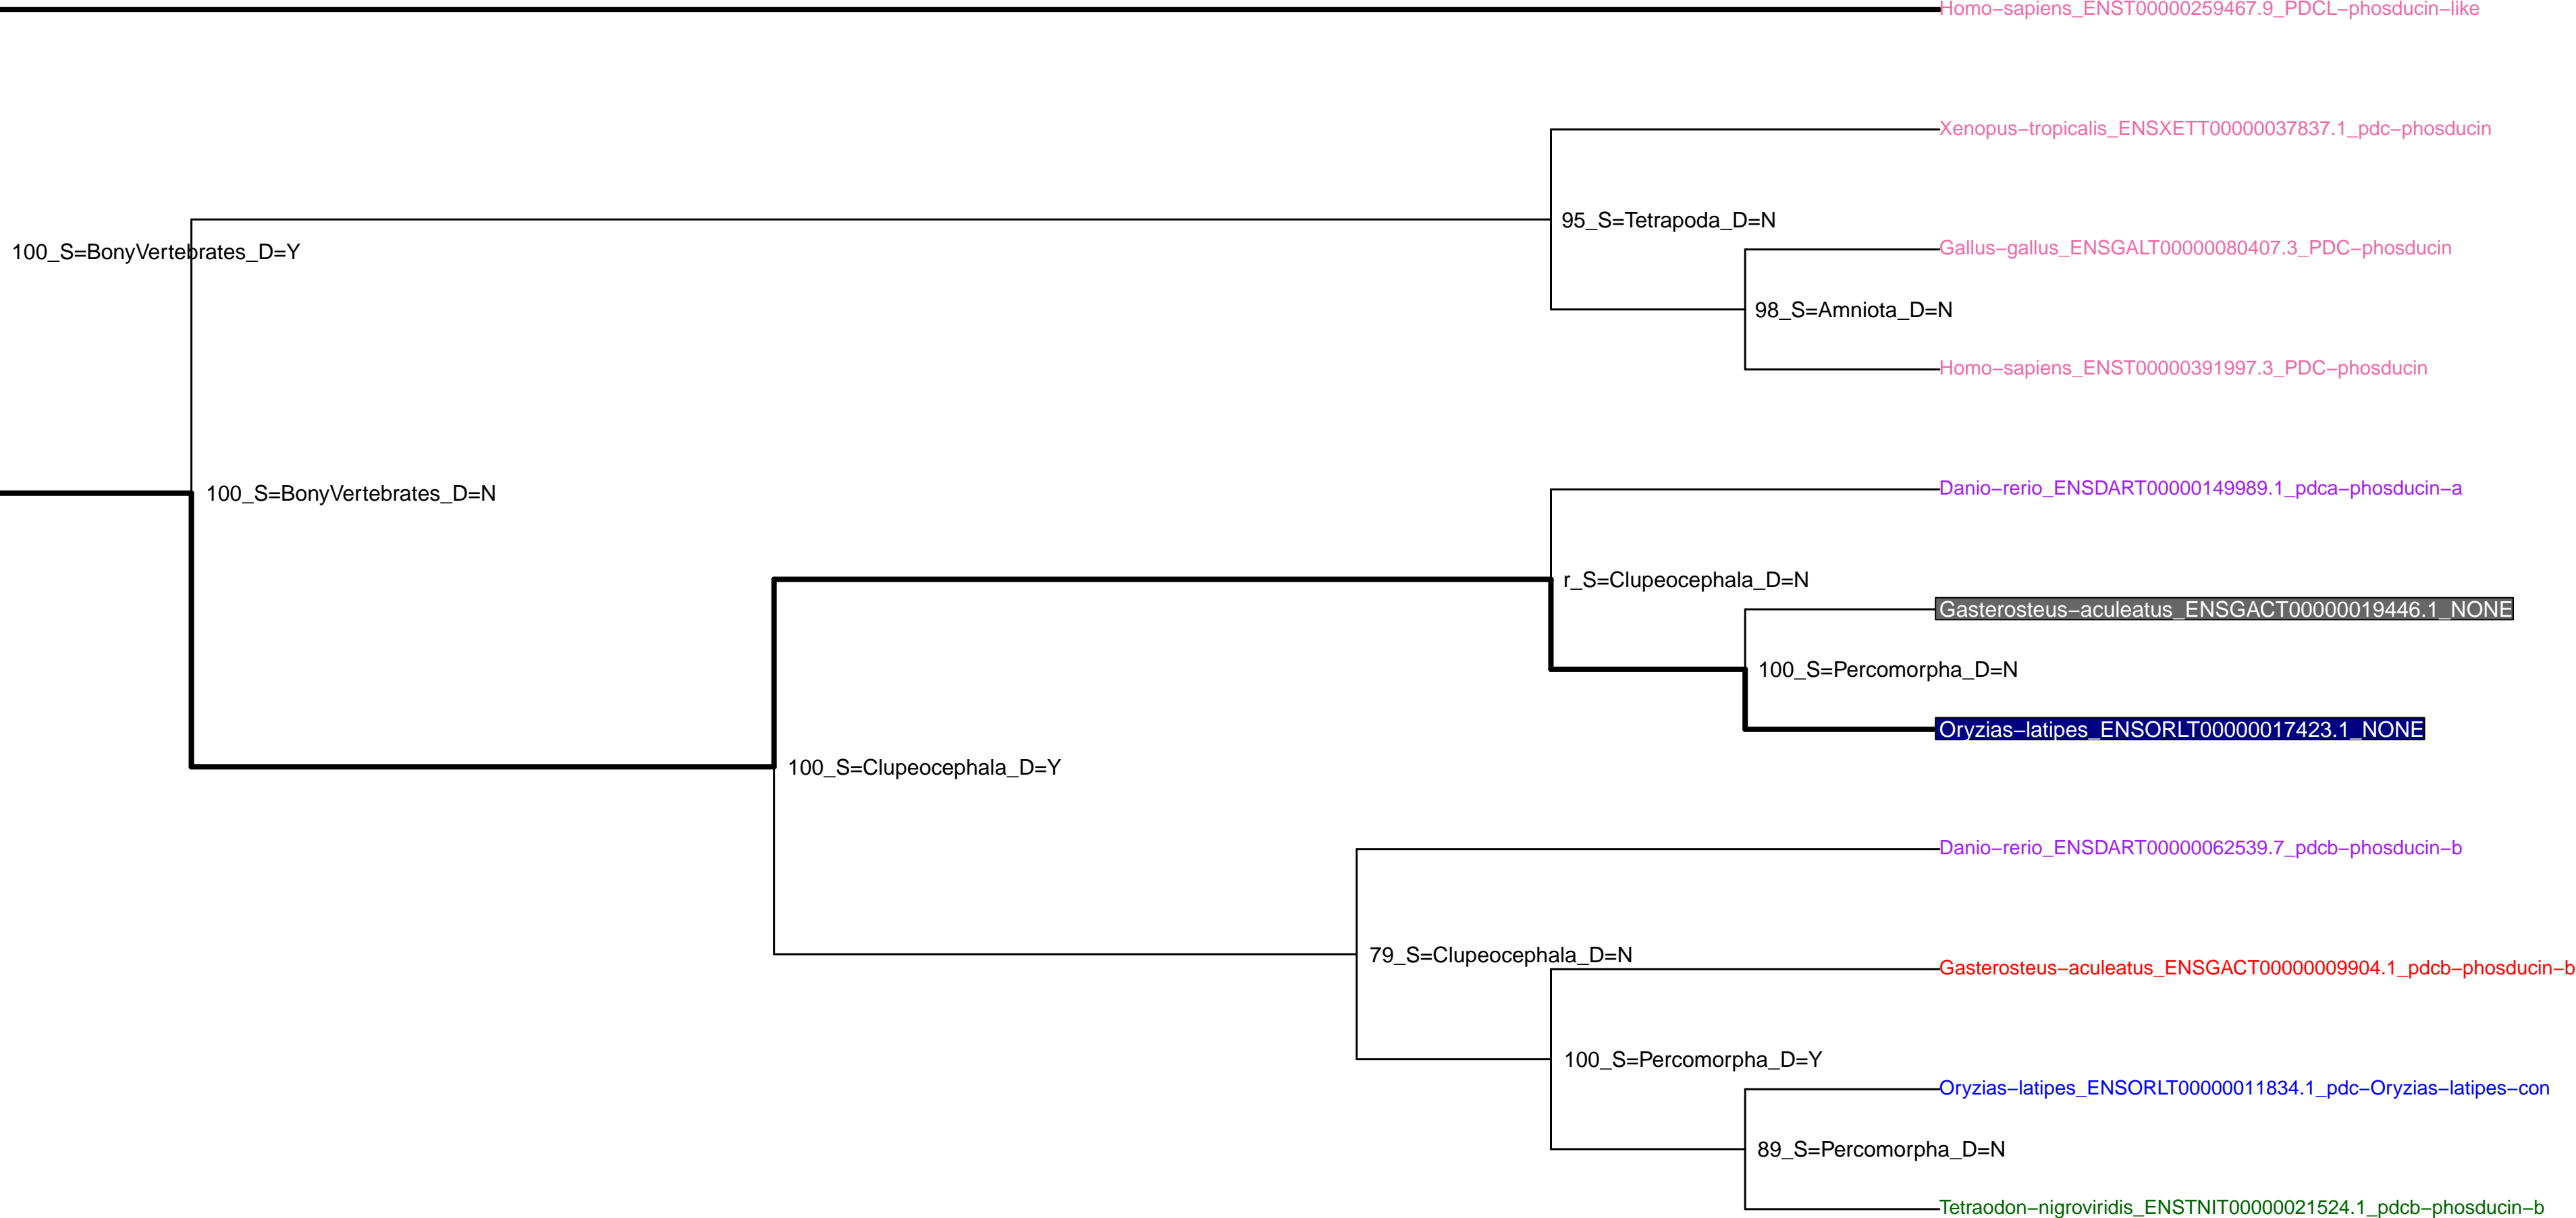 Homo−sapiens_ENST00000259467.9_PDCL−phosducin−like
Xenopus−tropicalis_ENSXETT00000037837.1_pdc−phosducin
95_S=Tetrapoda_D=N
Gallus−gallus_ENSGALT00000080407.3_PDC−phosducin
100_S=BonyVertebrates_D=Y
98_S=Amniota_D=N
Homo−sapiens_ENST00000391997.3_PDC−phosducin
Danio−rerio_ENSDART00000149989.1_pdca−phosducin−a
100_S=BonyVertebrates_D=N
r_S=Clupeocephala_D=N
Gasterosteus−aculeatus_ENSGACT00000019446.1_NONE
100_S=Percomorpha_D=N
Oryzias−latipes_ENSORLT00000017423.1_NONE
100_S=Clupeocephala_D=Y
Danio−rerio_ENSDART00000062539.7_pdcb−phosducin−b
79_S=Clupeocephala_D=N
Gasterosteus−aculeatus_ENSGACT00000009904.1_pdcb−phosducin−b
100_S=Percomorpha_D=Y
Oryzias−latipes_ENSORLT00000011834.1_pdc−Oryzias−latipes−con
89_S=Percomorpha_D=N
Tetraodon−nigroviridis_ENSTNIT00000021524.1_pdcb−phosducin−b